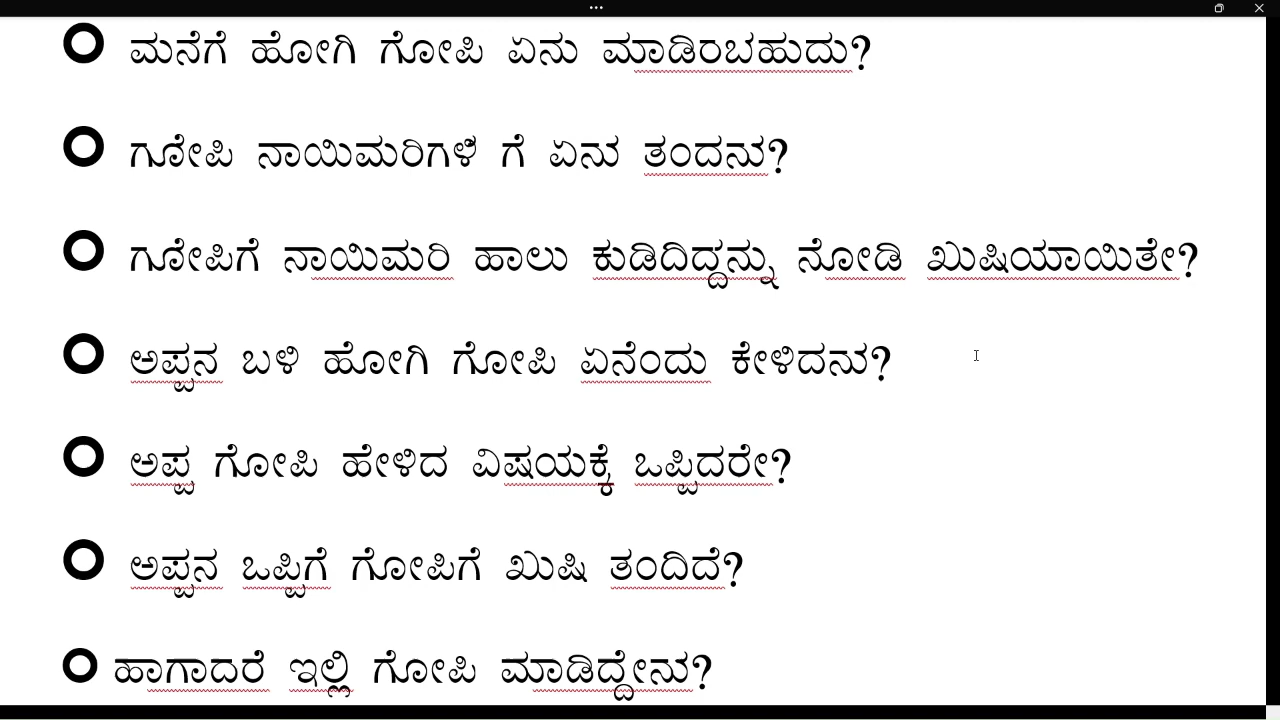 ಮನೆಗೆ ಹೋಗಿ ಗೋಪಿ ಏನು ಮಾಡಿರಬಹುದು?
ಗೋಪಿ ನಾಯಿಮರಿಗಳಿ ಗೆ ಏನು ತಂದನು?
ಗೋಪಿಗೆ ನಾಯಿಮರಿ ಹಾಲು ಕುಡಿದಿದ್ದನ್ನು ನೋಡಿ ಖುಷಿಯಾಯಿತೇ?
ಅಪ್ಪನ ಬಳಿ ಹೋಗಿ ಗೋಪಿ ಏನೆಂದು ಕೇಳಿದನು?
ಅಪ್ಪ ಗೋಪಿ ಹೇಳಿದ ವಿಷಯಕ್ಕೆ ಒಪ್ಪಿದರೇ?
ಅಪ್ಪನ ಒಪ್ಪಿಗೆ ಗೋಪಿಗೆ ಖುಷಿ ತಂದಿದೆ?
ಹಾಗಾದರೆ ಇಲ್ಲಿ ಗೋಪಿ ಮಾಡಿದ್ದೇನು?